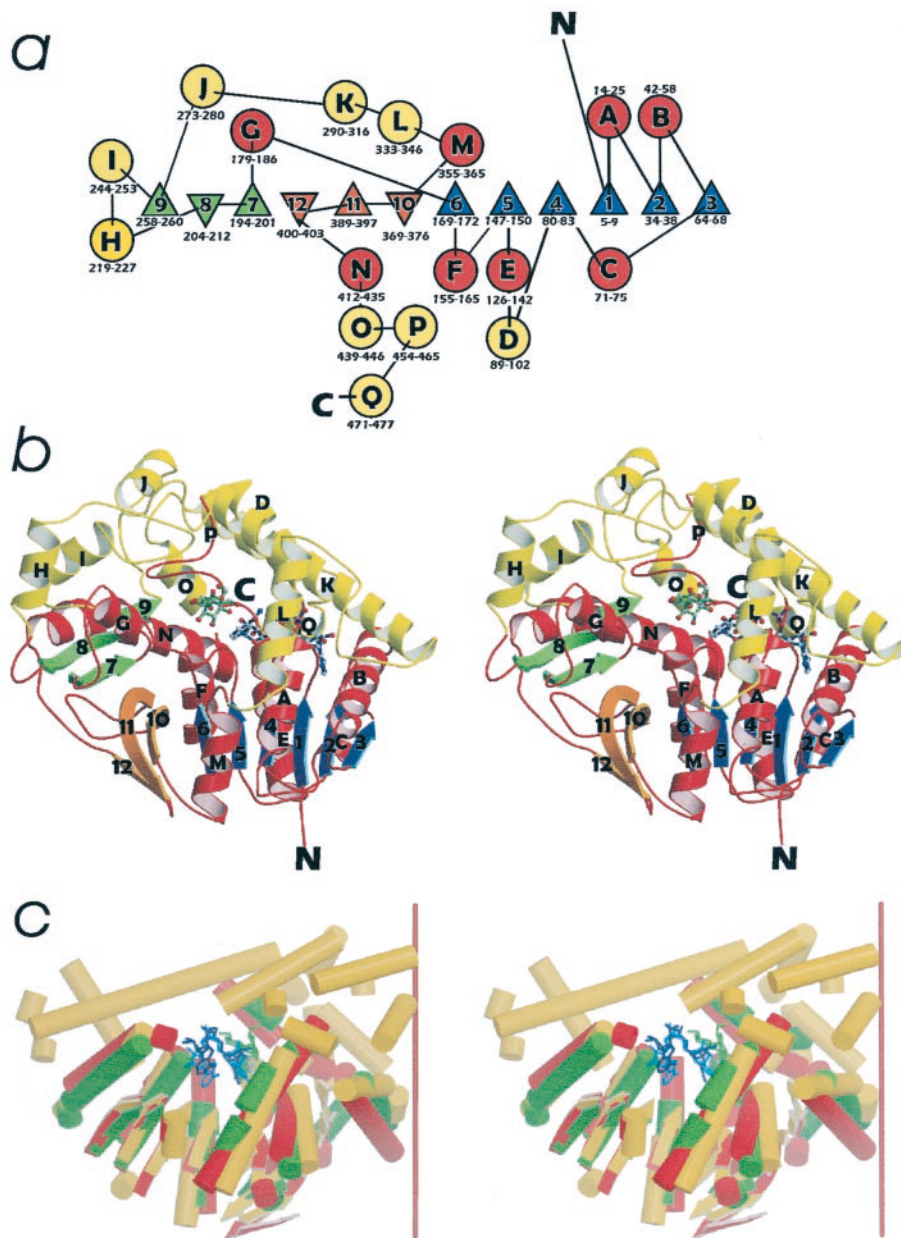 a
N
J
273-280
K
290-316
L
333-346
M
355-365
G
179-186
I
244-253
H
219-227
A
14-25
B
42-58
9
258-260
8
204-212
7
194-201
12
400-403
11
389-397
10
369-376
6
169-172
5
147-150
4
80-83
1
5-9
2
34-38
3
64-68
N
412-435
F
155-165
E
126-142
C
71-75
O
439-446
P
454-465
D
89-102
C
Q
471-477
b
J D P H I O C K L Q 9 G N 8 7 B F A 11 10 6 4 1 5 E 2 C 3 12 M
N
J D P H I O C K L Q 9 G N 8 7 B F A 11 10 6 4 1 5 E 2 C 3 12 M
N
c